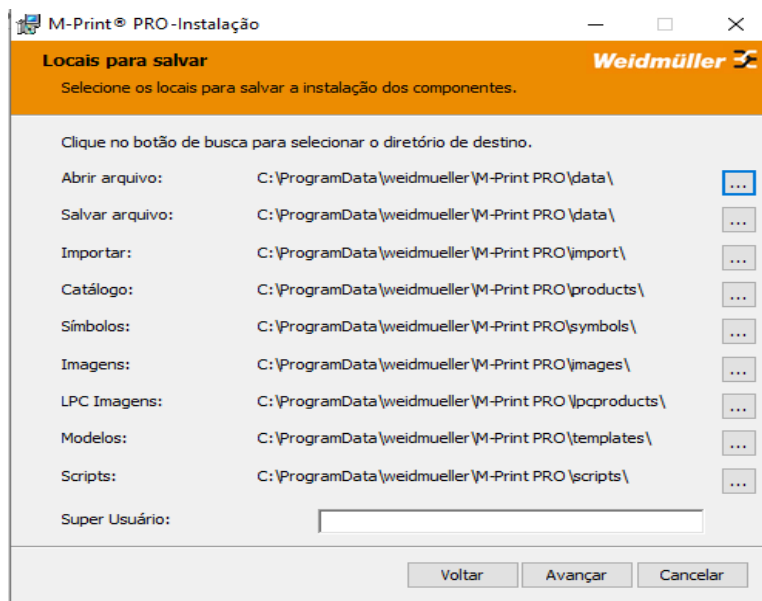 M-Print® PRO-Instalação
Locais para salvar
Weidmüller
Selecione os locais para salvar a instalação dos componentes.
Clique no botão de busca para selecionar o diretório de destino.
Abrir arquivo: C:\ProgramData\weidmueller\M-Print PRO\data\ ...
Salvar arquivo: C:\ProgramData\weidmueller\M-Print PRO\data\ ...
Importar: C:\ProgramData\weidmueller\M-Print PRO\import\ ...
Catálogo: C:\ProgramData\weidmueller\M-Print PRO\products\ ...
Símbolos: C:\ProgramData\weidmueller\M-Print PRO\symbols\ ...
Imagens: C:\ProgramData\weidmueller\M-Print PRO\images\ ...
LPC Imagens: C:\ProgramData\weidmueller\M-Print PRO\lpcproducts\ ...
Modelos: C:\ProgramData\weidmueller\M-Print PRO\templates\ ...
Scripts: C:\ProgramData\weidmueller\M-Print PRO\scripts\ ...
Super Usuário:
Voltar Avançar Cancelar